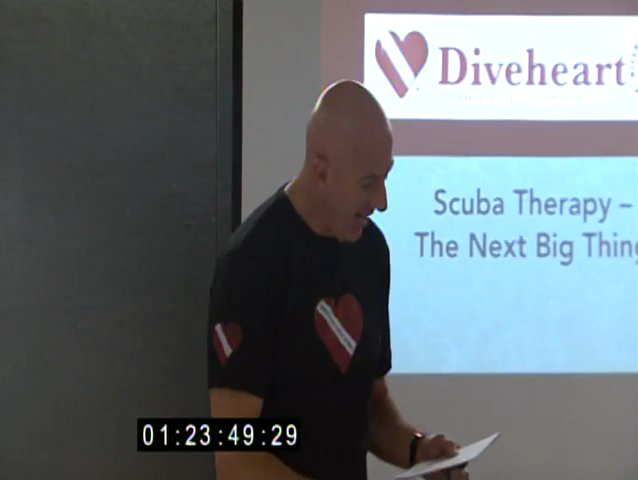 Diveheart
Scuba Therapy –
The Next Big Thing
01:23:49:29